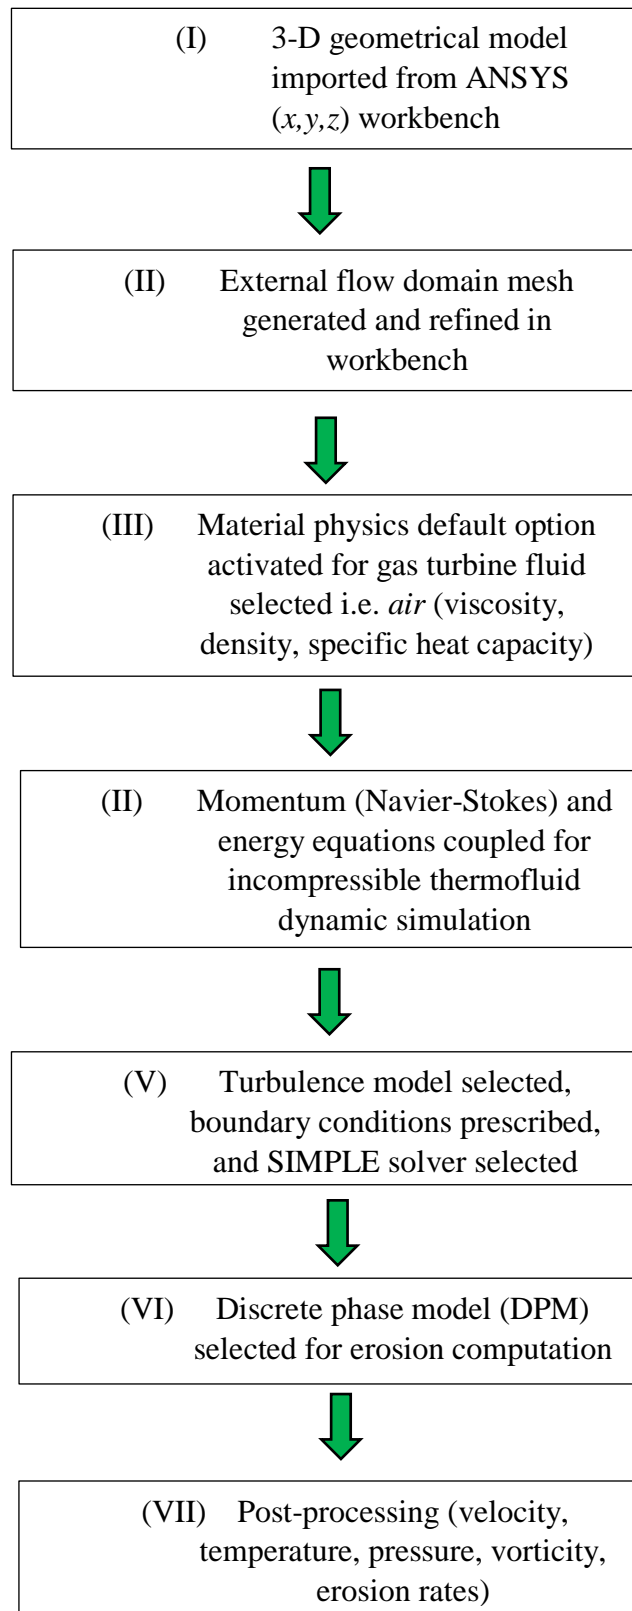 (I) 3-D geometrical model
imported from ANSYS
(x,y,z) workbench
(II) External flow domain mesh
generated and refined in
workbench
(III) Material physics default option
activated for gas turbine fluid
selected i.e. air (viscosity,
density, specific heat capacity)
(II) Momentum (Navier-Stokes) and
energy equations coupled for
incompressible thermofluid
dynamic simulation
(V) Turbulence model selected,
boundary conditions prescribed,
and SIMPLE solver selected
(VI) Discrete phase model (DPM)
selected for erosion computation
(VII) Post-processing (velocity,
temperature, pressure, vorticity,
erosion rates)